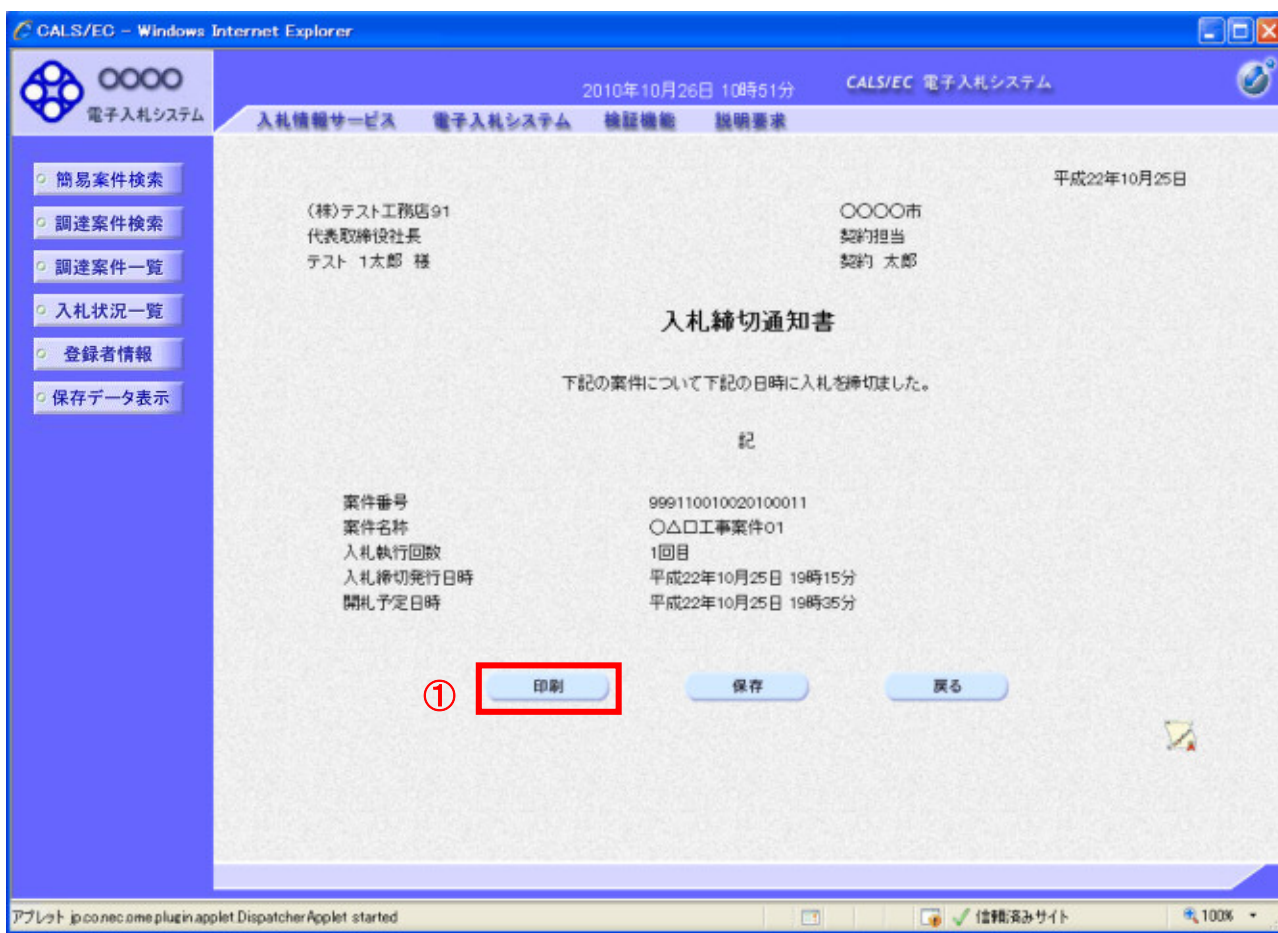 CALS/EC - Windows Internet Explorer
〇〇〇〇
電子入札システム
2010年10月26日 10時51分
CALS/EC 電子入札システム
入札情報サービス 電子入札システム 検証機能 説明要求
簡易案件検索
調達案件検索
調達案件一覧
入札状況一覧
登録者情報
保存データ表示
平成22年10月25日
(株)テスト工務店91
代表取締役社長
テスト 1太郎 様
〇〇〇〇市
契約担当
契約 太郎
入札締切通知書
下記の案件について下記の日時に入札を締切ました。
記
案件番号 999110010020100011
案件名称 〇△□工事案件01
入札執行回数 1回目
入札締切発行日時 平成22年10月25日 19時15分
開札予定日時 平成22年10月25日 19時35分
① 印刷 保存 戻る
アプレット jp.co.nec.ome.plugin.applet.DispatcherApplet started
信頼済みサイト
100%